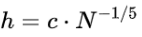 h = c · N^{-1/5}